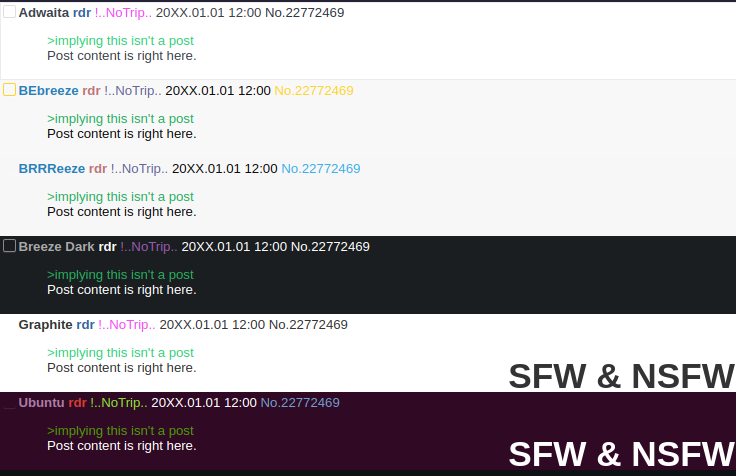 Adwaita rdr !..NoTrip.. 20XX.01.01 12:00 No.22772469
>implying this isn't a post
Post content is right here.
BEbreeze rdr !..NoTrip.. 20XX.01.01 12:00 No.22772469
>implying this isn't a post
Post content is right here.
BRRReeze rdr !..NoTrip.. 20XX.01.01 12:00 No.22772469
>implying this isn't a post
Post content is right here.
Breeze Dark rdr !..NoTrip.. 20XX.01.01 12:00 No.22772469
>implying this isn't a post
Post content is right here.
Graphite rdr !..NoTrip.. 20XX.01.01 12:00 No.22772469
>implying this isn't a post
Post content is right here.
SFW & NSFW
Ubuntu rdr !..NoTrip.. 20XX.01.01 12:00 No.22772469
>implying this isn't a post
Post content is right here.
SFW & NSFW